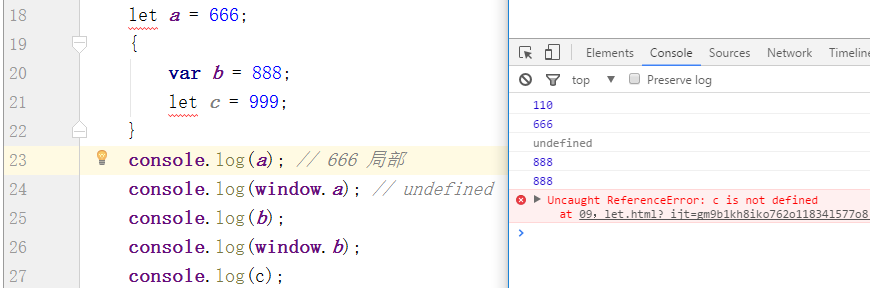 18 let a = 666;
19 {
20 var b = 888;
21 let c = 999;
22 }
23 console.log(a); // 666 局部
24 console.log(window.a); // undefined
25 console.log(b);
26 console.log(window.b);
27 console.log(c);
Elements Console Sources Network Timeline
top Preserve log
110
666
undefined
888
888
Uncaught ReferenceError: c is not defined
at 09, let.html?_ijt=gm9b1kh8iko762o118341577o8